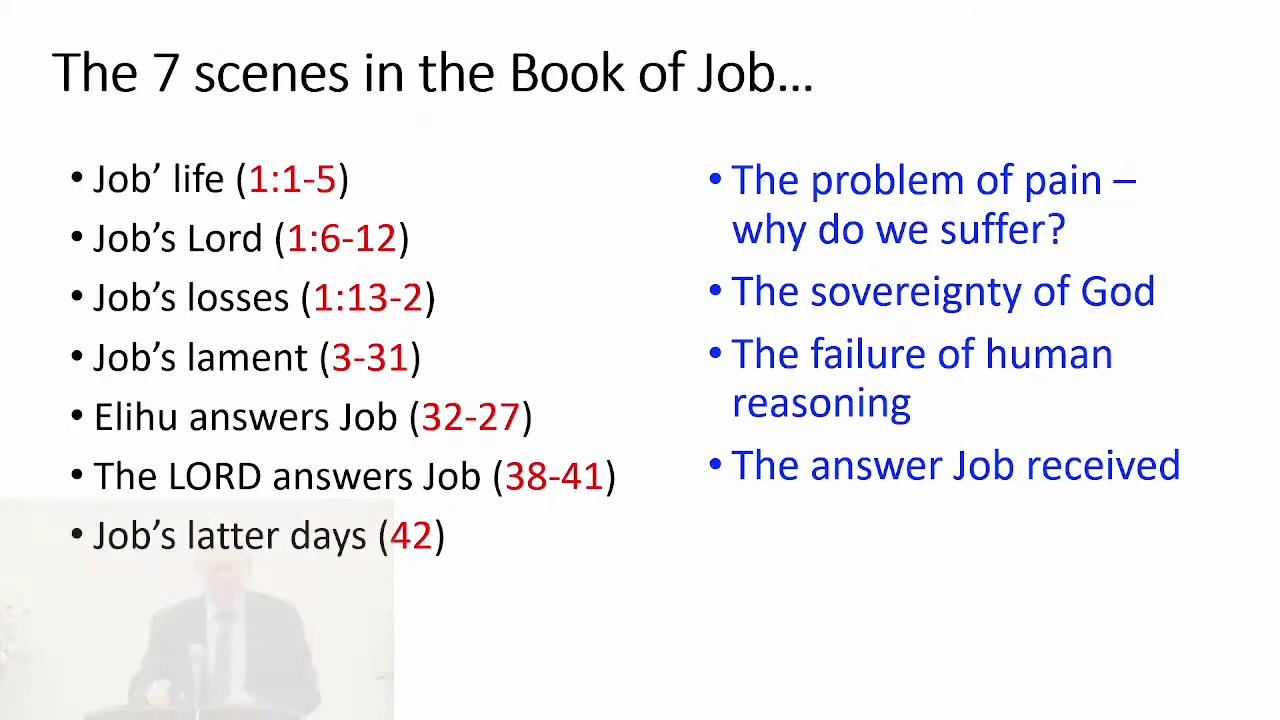 The 7 scenes in the Book of Job…
• Job’ life (1:1-5)
• Job’s Lord (1:6-12)
• Job’s losses (1:13-2)
• Job’s lament (3-31)
• Elihu answers Job (32-27)
• The LORD answers Job (38-41)
• Job’s latter days (42)
• The problem of pain –
why do we suffer?
• The sovereignty of God
• The failure of human
reasoning
• The answer Job received